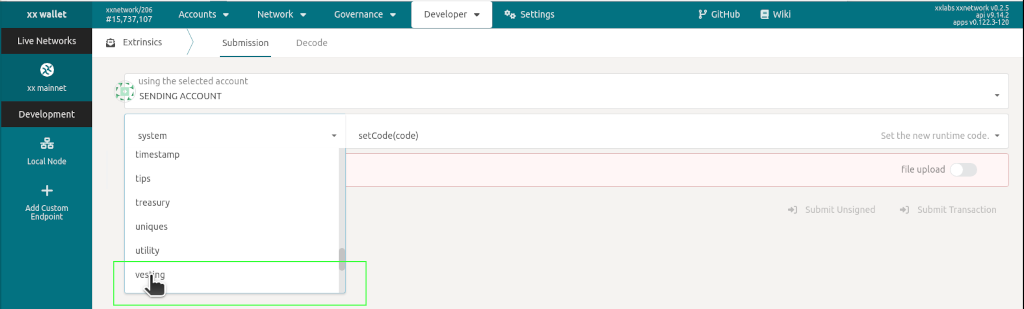 xx wallet
xxnetwork/206
#15,737,107
Accounts
Network
Governance
Developer
Settings
GitHub
Wiki
xxlabs xxnetwork v0.2.5
api v9.14.2
apps v0.122.3-120
Live Networks
xx mainnet
Development
Local Node
Add Custom
Endpoint
Extrinsics
Submission
Decode
using the selected account
SENDING ACCOUNT
system
setCode(code)
Set the new runtime code.
timestamp
tips
treasury
uniques
utility
vesting
file upload
Submit Unsigned
Submit Transaction